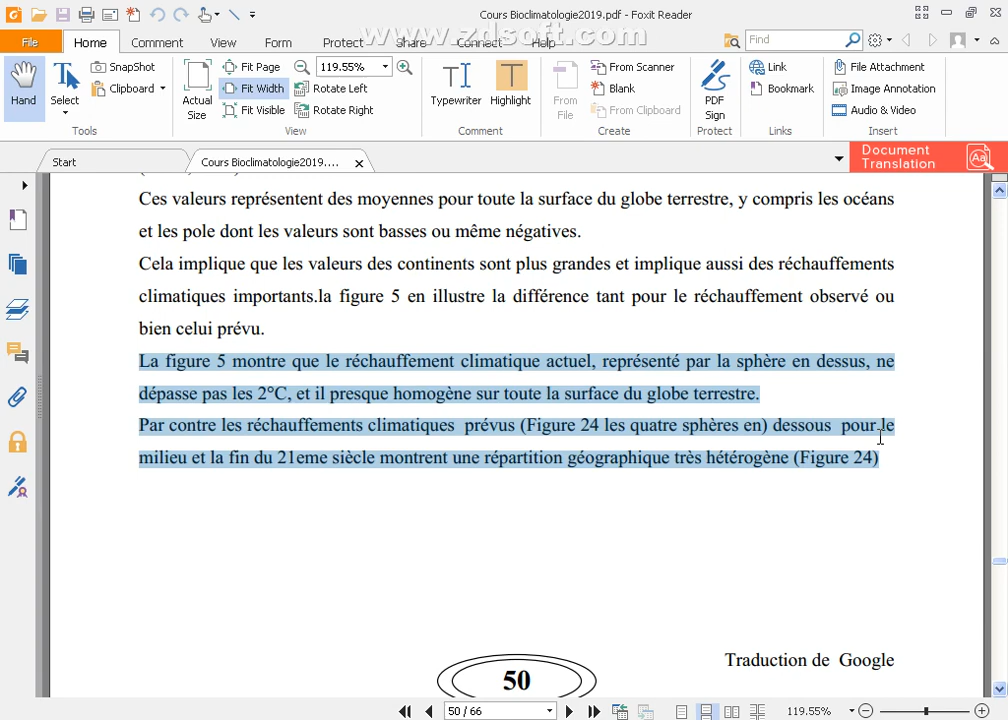 Cours Bioclimatologie2019.pdf - Foxit Reader
www.zdsoft.com
File Home Comment View Form Protect Share Connect Help Find
Hand
Select
SnapShot
Clipboard
Tools
Actual Size
Fit Page
Fit Width
Fit Visible
119.55%
Rotate Left
Rotate Right
View
Typewriter
Highlight
Comment
From File
From Scanner
Blank
From Clipboard
Create
PDF Sign
Protect
Link
Bookmark
Links
File Attachment
Image Annotation
Audio & Video
Insert
Start
Cours Bioclimatologie2019....
Document Translation
Ces valeurs représentent des moyennes pour toute la surface du globe terrestre, y compris les océans
et les pole dont les valeurs sont basses ou même négatives.
Cela implique que les valeurs des continents sont plus grandes et implique aussi des réchauffements
climatiques importants.la figure 5 en illustre la différence tant pour le réchauffement observé ou
bien celui prévu.
La figure 5 montre que le réchauffement climatique actuel, représenté par la sphère en dessus, ne
dépasse pas les 2°C, et il presque homogène sur toute la surface du globe terrestre.
Par contre les réchauffements climatiques prévus (Figure 24 les quatre sphères en) dessous pour le
milieu et la fin du 21eme siècle montrent une répartition géographique très hétérogène (Figure 24)
Traduction de Google
50
50 / 66
119.55%